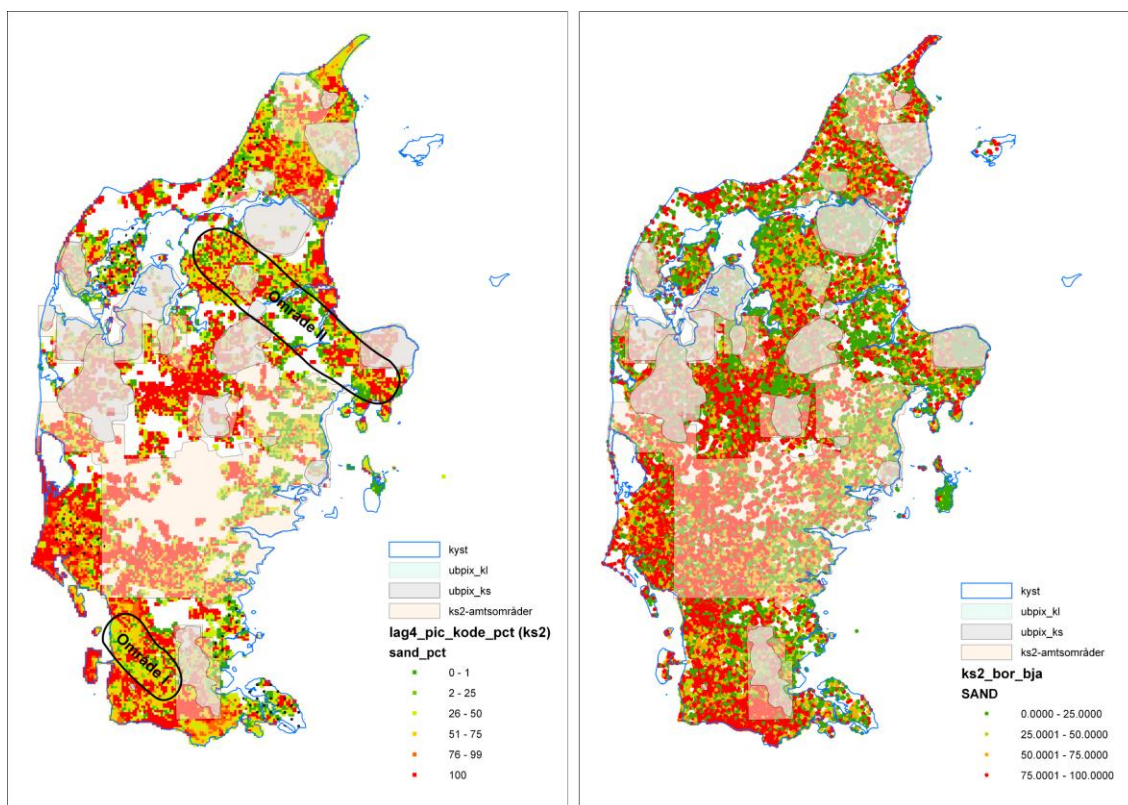 Område II
Område I
kyst
ubpix_kl
ubpix_ks
ks2-amtsområder
lag4_pic_kode_pct (ks2)
sand_pct
0 - 1
2 - 25
26 - 50
51 - 75
76 - 99
100
kyst
ubpix_kl
ubpix_ks
ks2-amtsområder
ks2_bor_bja
SAND
0.0000 - 25.0000
25.0001 - 50.0000
50.0001 - 75.0000
75.0001 - 100.0000